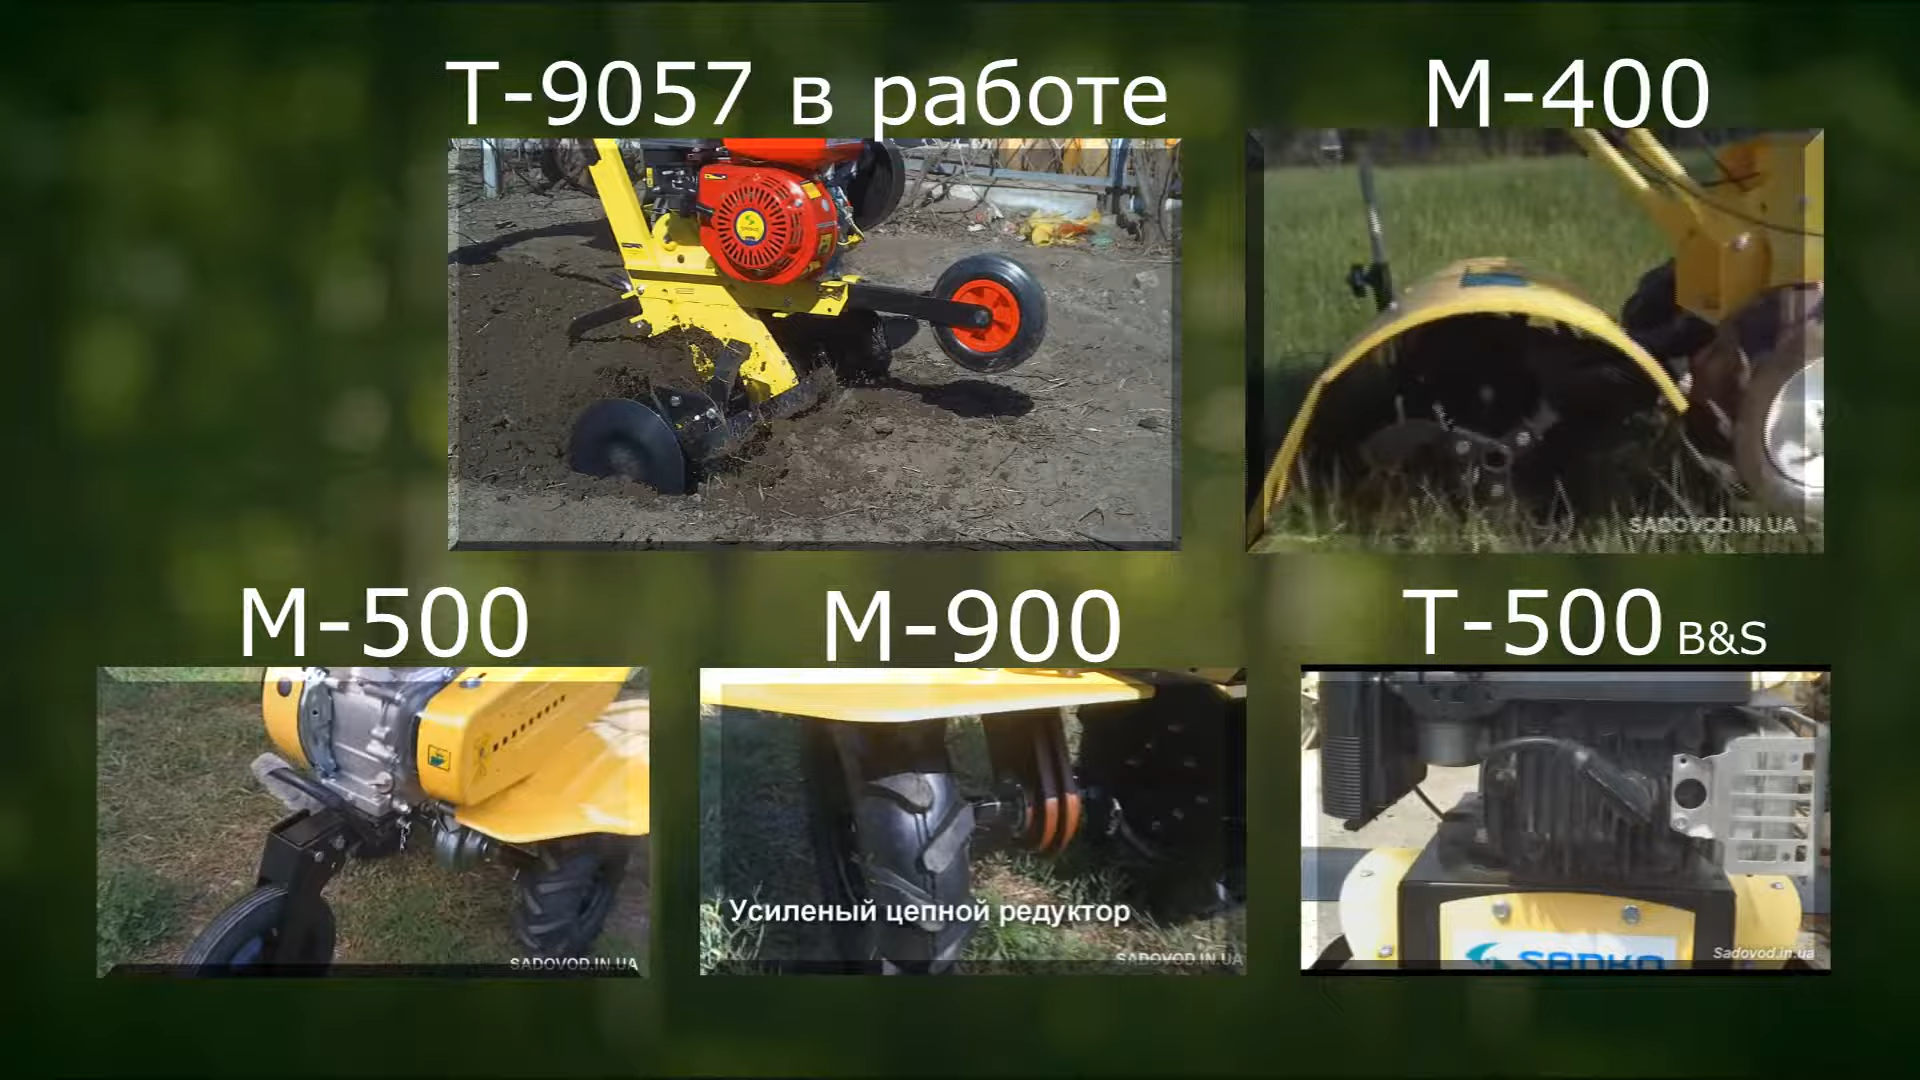 Т-9057 в работе
М-400
SADOVOD.IN.UA
М-500
М-900
Т-500 B&S
SADOVOD.IN.UA
Усиленый цепной редуктор
SADOVOD.IN.UA
SADKO
Sadovod.in.ua